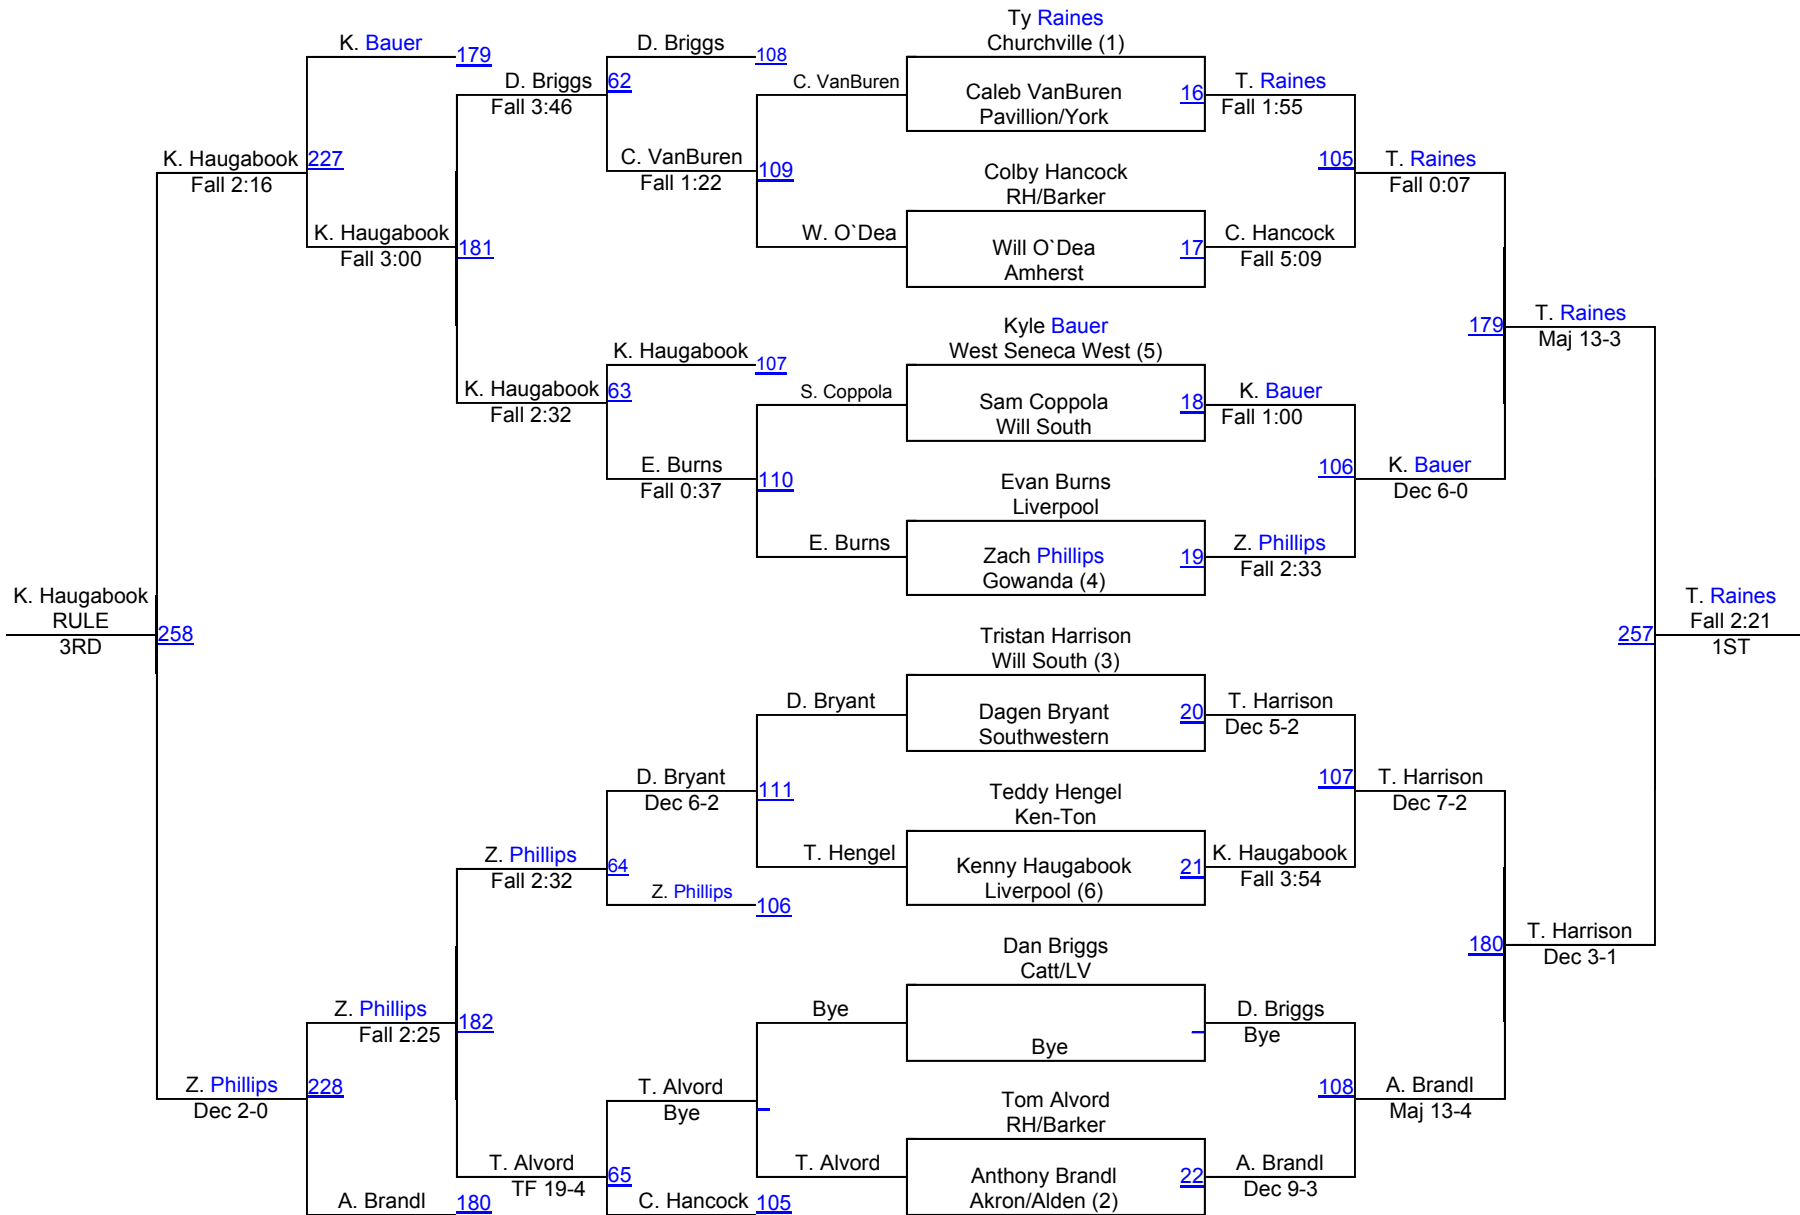 Ty Raines
Churchville (1)
K. Bauer
179
D. Briggs
108
D. Briggs
62
Fall 3:46
C. VanBuren
Caleb VanBuren
Pavillion/York
16
T. Raines
Fall 1:55
K. Haugabook
227
Fall 2:16
C. VanBuren
109
Fall 1:22
Colby Hancock
RH/Barker
105
T. Raines
Fall 0:07
K. Haugabook
181
Fall 3:00
W. O`Dea
Will O`Dea
Amherst
17
C. Hancock
Fall 5:09
Kyle Bauer
West Seneca West (5)
179
T. Raines
Maj 13-3
K. Haugabook
107
K. Haugabook
63
Fall 2:32
S. Coppola
Sam Coppola
Will South
18
K. Bauer
Fall 1:00
E. Burns
110
Fall 0:37
Evan Burns
Liverpool
106
K. Bauer
Dec 6-0
E. Burns
Zach Phillips
Gowanda (4)
19
Z. Phillips
Fall 2:33
K. Haugabook
RULE
3RD
258
Tristan Harrison
Will South (3)
257
T. Raines
Fall 2:21
1ST
D. Bryant
Dagen Bryant
Southwestern
20
T. Harrison
Dec 5-2
D. Bryant
111
Dec 6-2
Teddy Hengel
Ken-Ton
107
T. Harrison
Dec 7-2
Z. Phillips
64
Fall 2:32
T. Hengel
Kenny Haugabook
Liverpool (6)
21
K. Haugabook
Fall 3:54
Z. Phillips
106
Dan Briggs
Catt/LV
180
T. Harrison
Dec 3-1
Z. Phillips
182
Fall 2:25
Bye
Bye
D. Briggs
Bye
Z. Phillips
228
Dec 2-0
T. Alvord
Bye
Tom Alvord
RH/Barker
108
A. Brandl
Maj 13-4
T. Alvord
65
TF 19-4
T. Alvord
Anthony Brandl
Akron/Alden (2)
22
A. Brandl
Dec 9-3
A. Brandl
180
C. Hancock
105